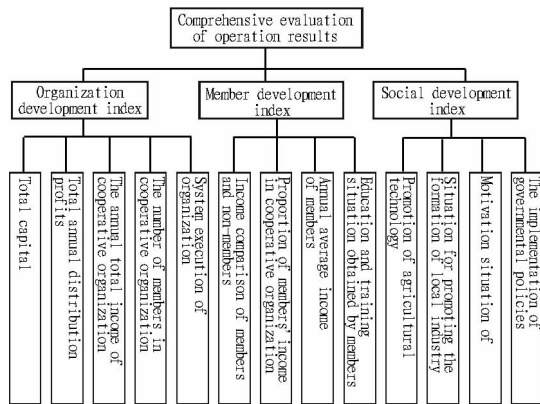 Comprehensive evaluation
of operation results
Organization
development index
Member development
index
Social development
index
Total capital
Total annual distribution
profits
The annual total income of
cooperative organization
The number of members in
cooperative organization
System execution of
organization
Income comparison of members
and non-members
Proportion of members' income
in cooperative organization
Annual average income
of members
Education and training
situation obtained by members
Promotion of agricultural
technology
Situation for promoting the
formation of local industry
Motivation situation of
The implementation of
governmental policies